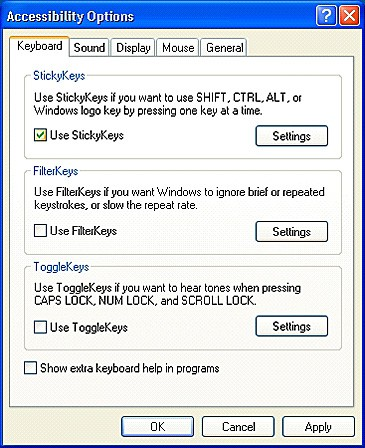 Accessibility Options
Keyboard Sound Display Mouse General
StickyKeys
Use StickyKeys if you want to use SHIFT, CTRL, ALT, or
Windows logo key by pressing one key at a time.
Use StickyKeys Settings
FilterKeys
Use FilterKeys if you want Windows to ignore brief or repeated
keystrokes, or slow the repeat rate.
Use FilterKeys Settings
ToggleKeys
Use ToggleKeys if you want to hear tones when pressing
CAPS LOCK, NUM LOCK, and SCROLL LOCK.
Use ToggleKeys Settings
Show extra keyboard help in programs
OK Cancel Apply